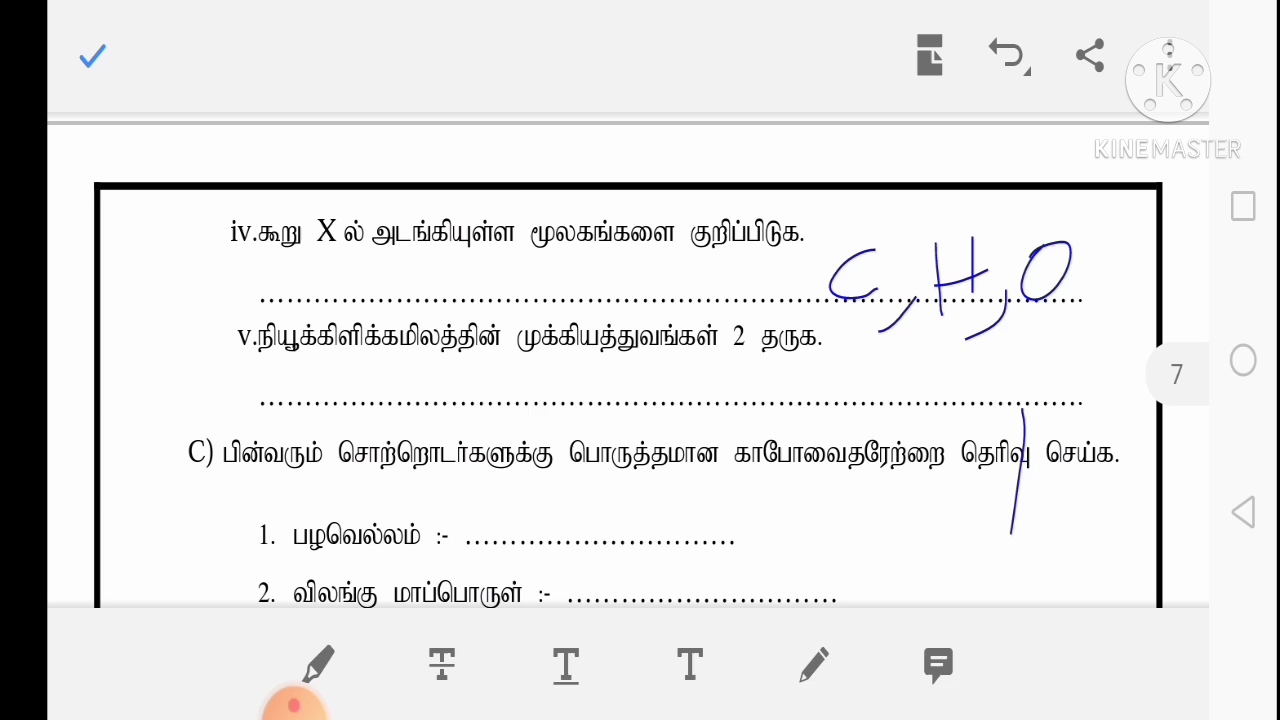 KINEMASTER
iv.கூறு X ல் அடங்கியுள்ள மூலகங்களை குறிப்பிடுக.
C, H, O
................................................................................................
v.நியூக்கிளிக்கமிலத்தின் முக்கியத்துவங்கள் 2 தருக.
................................................................................................
7
C) பின்வரும் சொற்றொடர்களுக்கு பொருத்தமான காபோவைதரேற்றை தெரிவு செய்க.
1. பழவெல்லம் :- ..............................
2. விலங்கு மாப்பொருள் :- ..............................